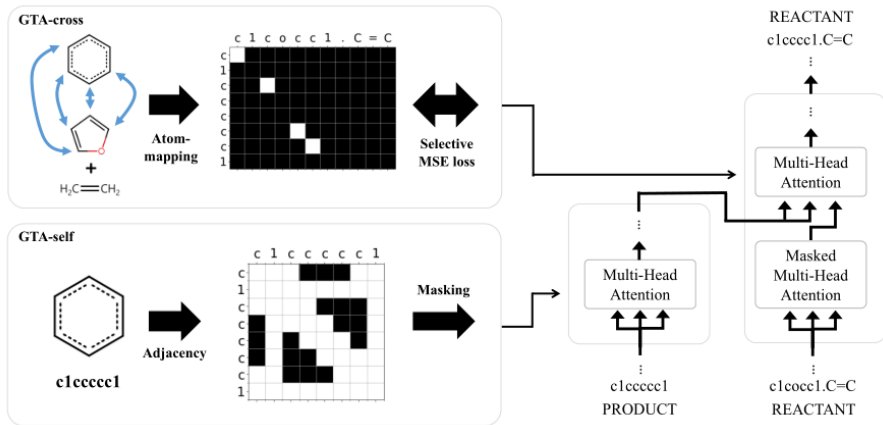 GTA-cross
c 1 c o c c 1 . C = C
c
1
c
c
c
c
c
1
O
+
H₂C
CH₂
Atom-
mapping
Selective
MSE loss
GTA-self
c 1 c c c c c 1
c
1
c
c
c
c
c
1
c1ccccc1
Adjacency
Masking
REACTANT
c1cccc1.C=C
Multi-Head
Attention
Multi-Head
Attention
Masked
Multi-Head
Attention
c1ccccc1
PRODUCT
c1cocc1.C=C
REACTANT